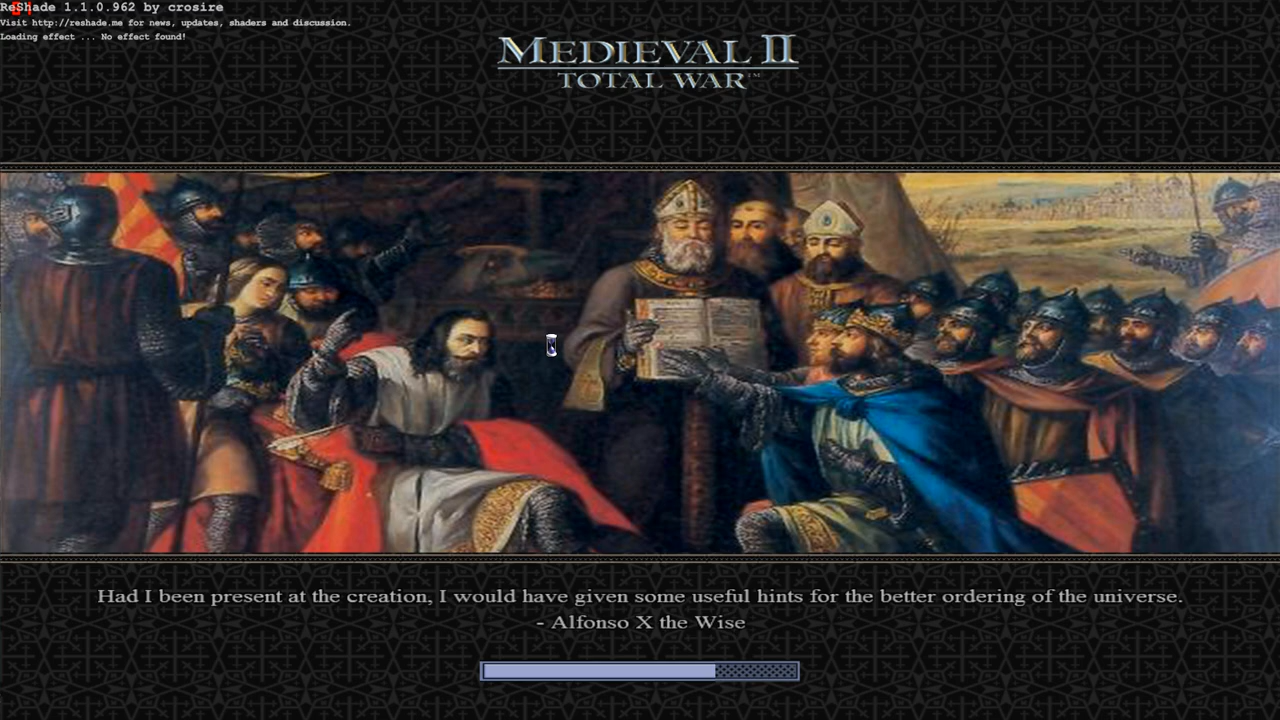 ReShade 1.1.0.962 by crosire
Visit http://reshade.me for news, updates, shaders and discussion.
Loading effect ... No effect found!
MEDIEVAL II
TOTAL WAR™
Had I been present at the creation, I would have given some useful hints for the better ordering of the universe.
- Alfonso X the Wise